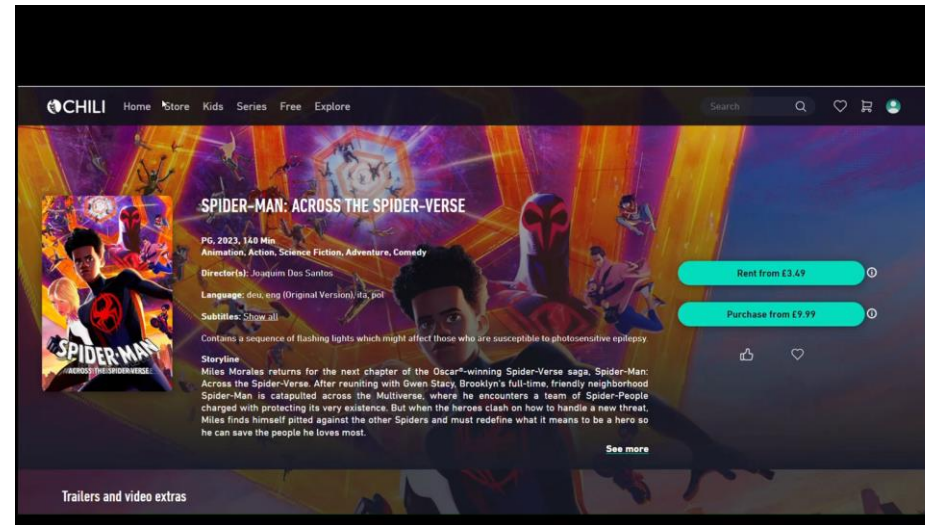 CHILI Home Store Kids Series Free Explore Search
SPIDER-MAN: ACROSS THE SPIDER-VERSE
PG, 2023, 140 Min
Animation, Action, Science Fiction, Adventure, Comedy
Director(s): Joaquim Dos Santos
Language: deu, eng (Original Version), ita, pol
Subtitles: Show all
Contains a sequence of flashing lights which might affect those who are susceptible to photosensitive epilepsy
Storyline
Miles Morales returns for the next chapter of the Oscar®-winning Spider-Verse saga, Spider-Man:
Across the Spider-Verse. After reuniting with Gwen Stacy, Brooklyn's full-time, friendly neighborhood
Spider-Man is catapulted across the Multiverse, where he encounters a team of Spider-People
charged with protecting its very existence. But when the heroes clash on how to handle a new threat,
Miles finds himself pitted against the other Spiders and must redefine what it means to be a hero so
he can save the people he loves most.
See more
Rent from £3.49
Purchase from £9.99
SPIDER-MAN
ACROSS THE SPIDER-VERSE
Trailers and video extras